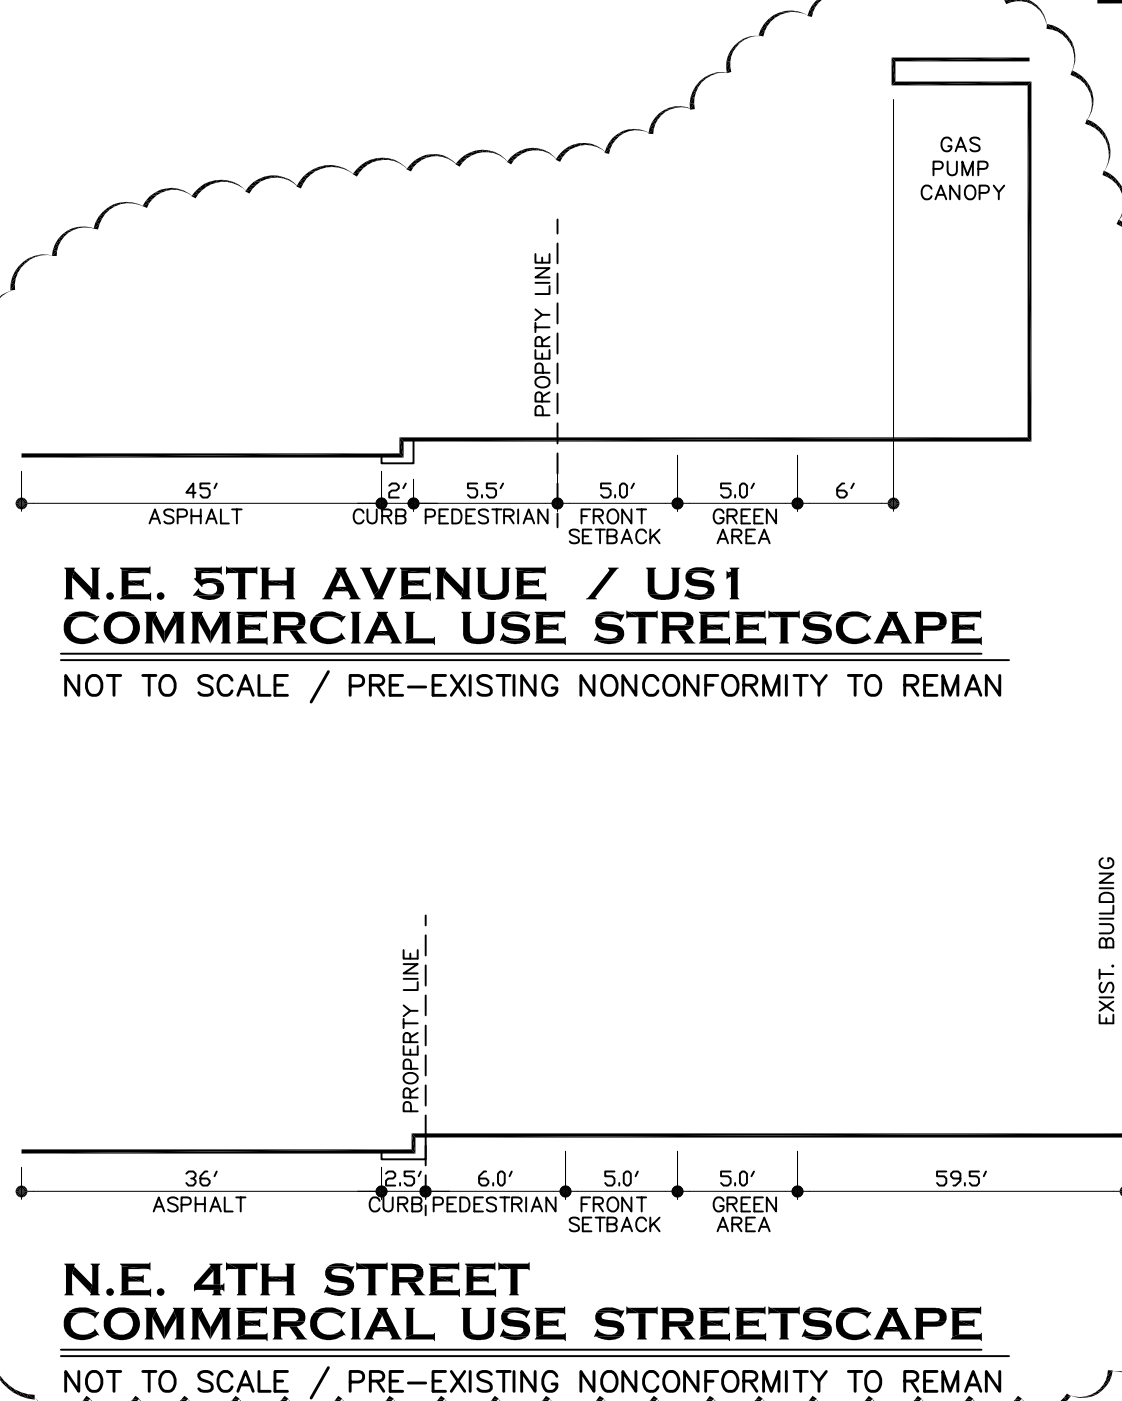 GAS
PUMP
CANOPY
PROPERTY LINE
45' 2' 5.5' 5.0' 5.0' 6'
ASPHALT CURB PEDESTRIAN FRONT GREEN
SETBACK AREA
N.E. 5TH AVENUE / US1
COMMERCIAL USE STREETSCAPE
NOT TO SCALE / PRE-EXISTING NONCONFORMITY TO REMAN
EXIST. BUILDING
PROPERTY LINE
36' 2.5' 6.0' 5.0' 5.0' 59.5'
ASPHALT CURB PEDESTRIAN FRONT GREEN
SETBACK AREA
N.E. 4TH STREET
COMMERCIAL USE STREETSCAPE
NOT TO SCALE / PRE-EXISTING NONCONFORMITY TO REMAN